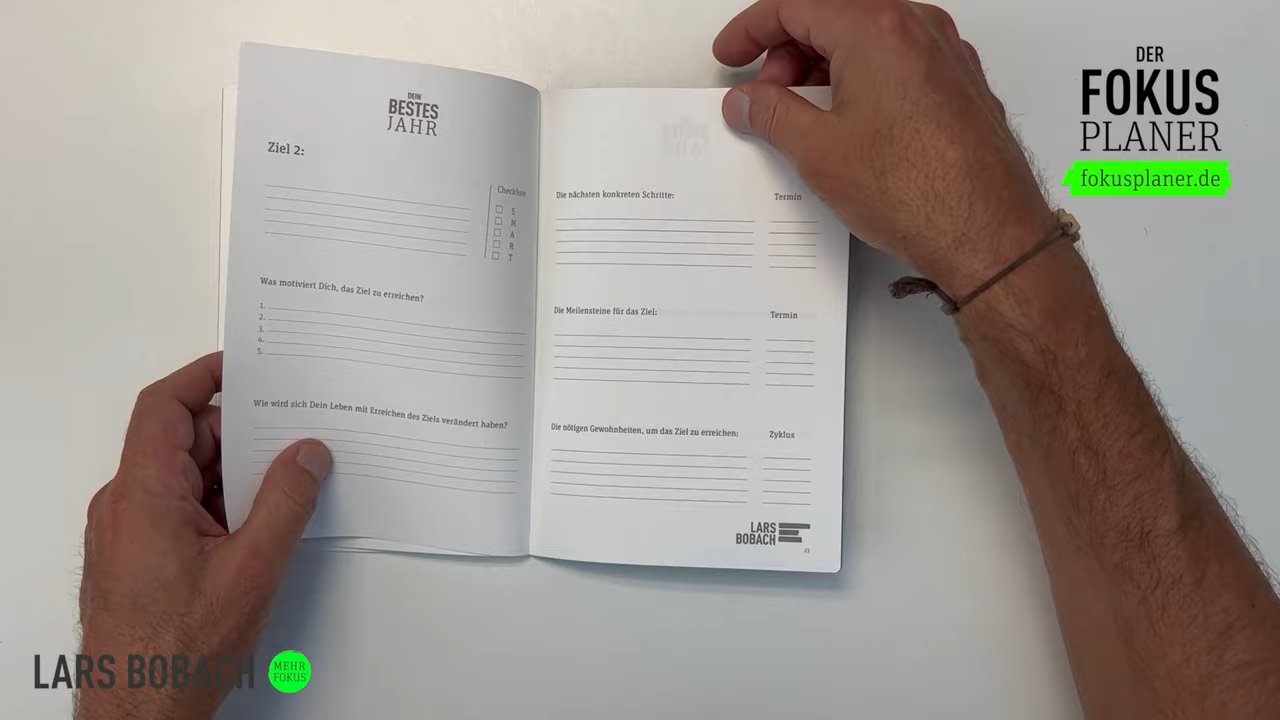 DEIN
BESTES
JAHR
Ziel 2:
Checkliste
S
M
A
R
T
Was motiviert Dich, das Ziel zu erreichen?
1.
2.
3.
4.
5.
Wie wird sich Dein Leben mit Erreichen des Ziels verändert haben?
Die nächsten konkreten Schritte: Termin
Die Meilensteine für das Ziel: Termin
Die nötigen Gewohnheiten, um das Ziel zu erreichen: Zyklus
LARS
BOBACH
DER
FOKUS
PLANER
fokusplaner.de
LARS BOBACH
MEHR
FOKUS